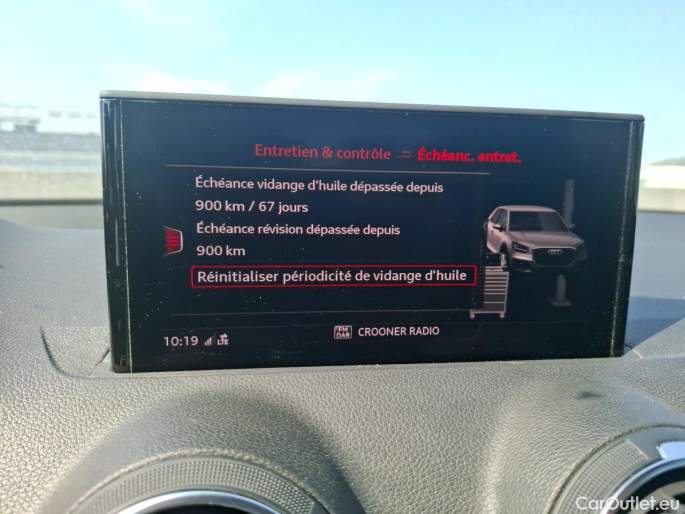 Entretien & contrôle Échéanc. entret.
Échéance vidange d'huile dépassée depuis
900 km / 67 jours
Échéance révision dépassée depuis
900 km
Réinitialiser périodicité de vidange d'huile
10:19 LTE FM DAB CROONER RADIO
CarOutlet.eu